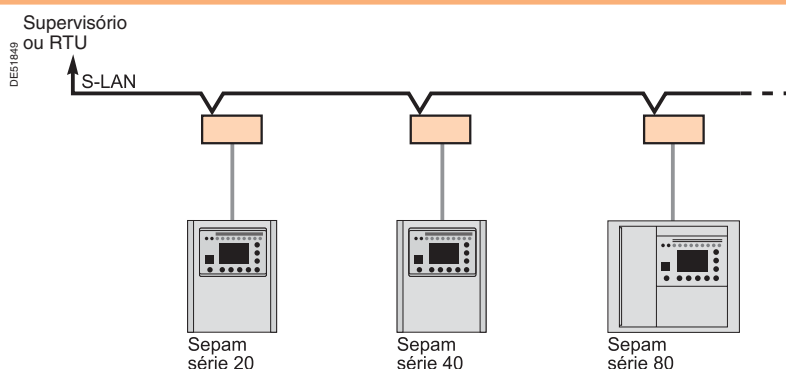 Supervisório
ou RTU
DE51849
S-LAN
Sepam
série 20
Sepam
série 40
Sepam
série 80